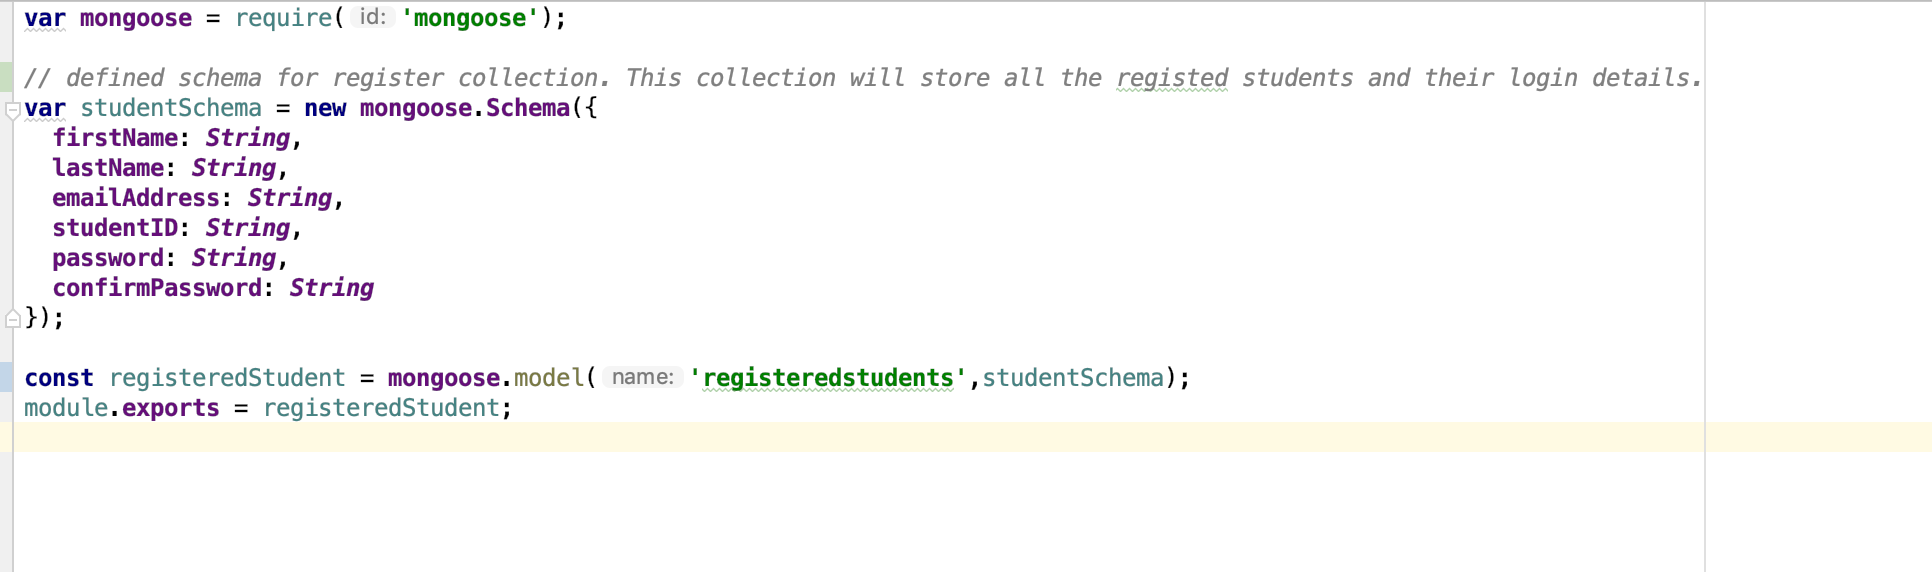 var mongoose = require( id: 'mongoose');
// defined schema for register collection. This collection will store all the registed students and their login details.
var studentSchema = new mongoose.Schema({
firstName: String,
lastName: String,
emailAddress: String,
studentID: String,
password: String,
confirmPassword: String
});
const registeredStudent = mongoose.model( name: 'registeredstudents',studentSchema);
module.exports = registeredStudent;